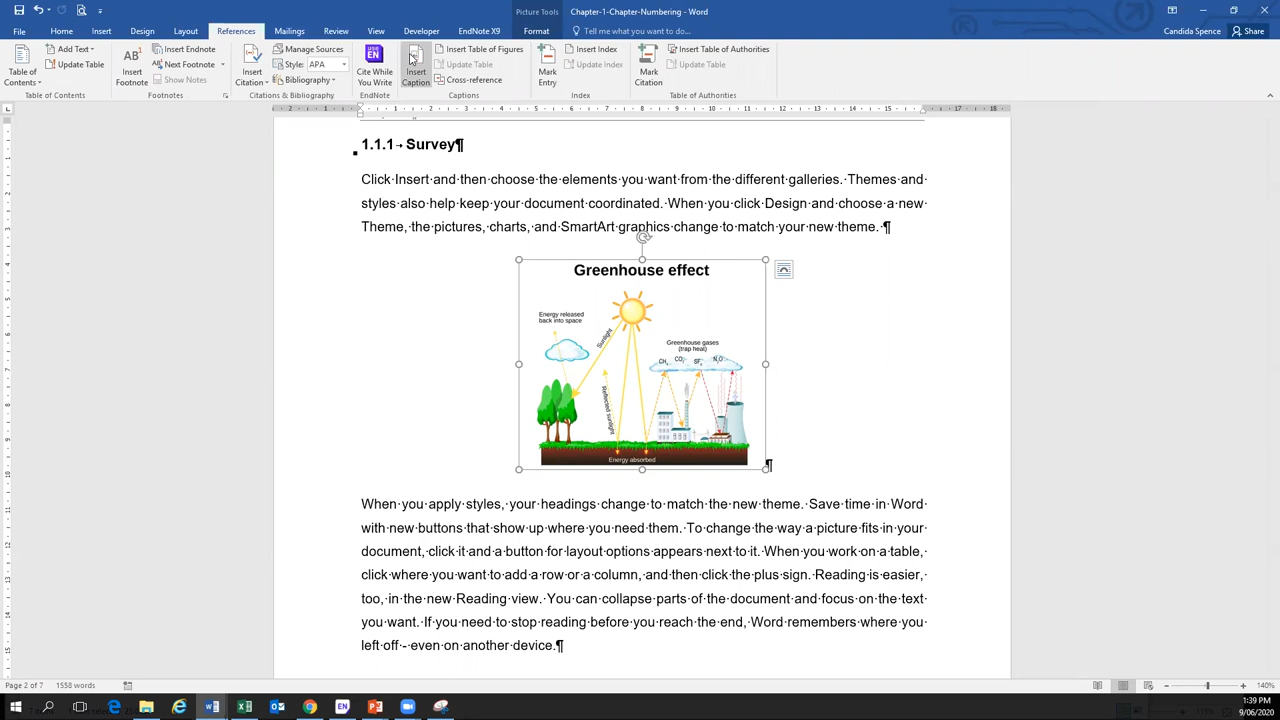 Picture Tools
Chapter-1-Chapter-Numbering - Word
File
Home
Insert
Design
Layout
References
Mailings
Review
View
Developer
EndNote X9
Format
Tell me what you want to do...
Candida Spence
Share
Table of
Contents
Add Text
Update Table
Table of Contents
AB
Insert
Footnote
Insert Endnote
Next Footnote
Show Notes
Footnotes
Insert
Citation
Manage Sources
Style: APA
Bibliography
Citations & Bibliography
EN
Cite While
You Write
EndNote
Insert
Caption
Insert Table of Figures
Update Table
Cross-reference
Captions
Mark
Entry
Insert Index
Update Index
Index
Mark
Citation
Insert Table of Authorities
Update Table
Table of Authorities
1.1.1→Survey¶
Click·Insert·and·then·choose·the·elements·you·want·from·the·different·galleries.·Themes·and·
styles·also·help·keep·your·document·coordinated.·When·you·click·Design·and·choose·a·new·
Theme,·the·pictures,·charts,·and·SmartArt·graphics·change·to·match·your·new·theme.·¶
Greenhouse effect
Energy released
back into space
Sunlight
Reflected sunlight
Greenhouse gases
(trap heat)
CH4 CO2 SF6 N2O
Energy absorbed
¶
When·you·apply·styles,·your·headings·change·to·match·the·new·theme.·Save·time·in·Word·
with·new·buttons·that·show·up·where·you·need·them.·To·change·the·way·a·picture·fits·in·your·
document,·click·it·and·a·button·for·layout·options·appears·next·to·it.·When·you·work·on·a·table,·
click·where·you·want·to·add·a·row·or·a·column,·and·then·click·the·plus·sign.·Reading·is·easier,·
too,·in·the·new·Reading·view.·You·can·collapse·parts·of·the·document·and·focus·on·the·text·
you·want.·If·you·need·to·stop·reading·before·you·reach·the·end,·Word·remembers·where·you·
left·off·-·even·on·another·device.¶
Page 2 of 7
1558 words
140%
1:39 PM
9/06/2020